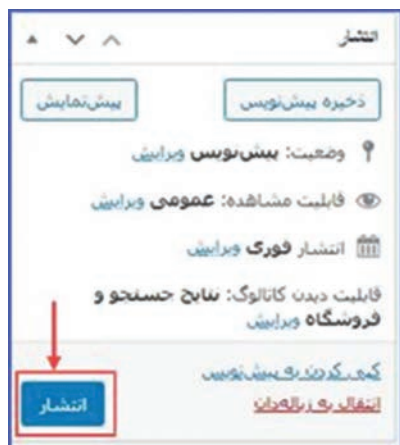 انتشار
ذخیره پیش‌نویس پیش‌نمایش
وضعیت: پیش‌نویس ویرایش
قابلیت مشاهده: عمومی ویرایش
انتشار فوری ویرایش
قابلیت دیدن کاتالوگ: نتایج جستجو و
فروشگاه ویرایش
کپی کردن به پیش‌نویس
انتقال به زباله‌دان
انتشار